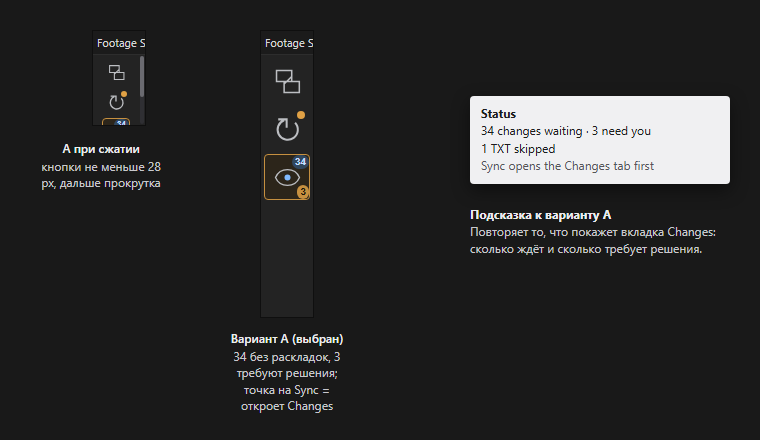 Footage S
34
А при сжатии
кнопки не меньше 28
px, дальше прокрутка
Footage S
34
3
Вариант А (выбран)
34 без раскладок, 3
требуют решения;
точка на Sync =
откроет Changes
Status
34 changes waiting · 3 need you
1 TXT skipped
Sync opens the Changes tab first
Подсказка к варианту А
Повторяет то, что покажет вкладка Changes:
сколько ждёт и сколько требует решения.